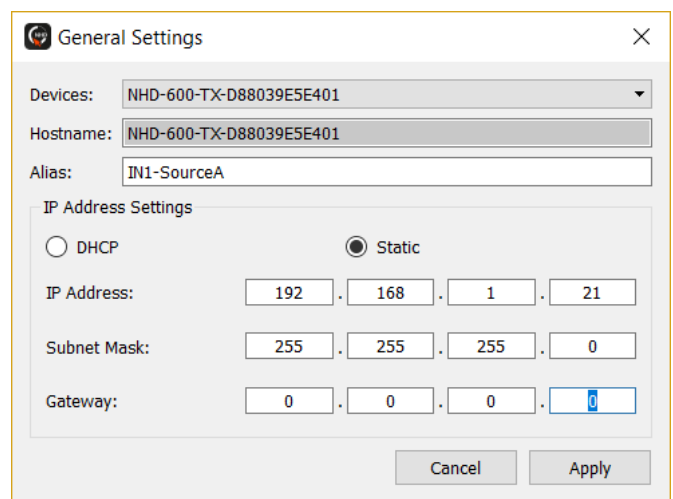 General Settings
Devices: NHD-600-TX-D88039E5E401
Hostname: NHD-600-TX-D88039E5E401
Alias: IN1-SourceA
IP Address Settings
DHCP Static
IP Address: 192 . 168 . 1 . 21
Subnet Mask: 255 . 255 . 255 . 0
Gateway: 0 . 0 . 0 . 0
Cancel Apply